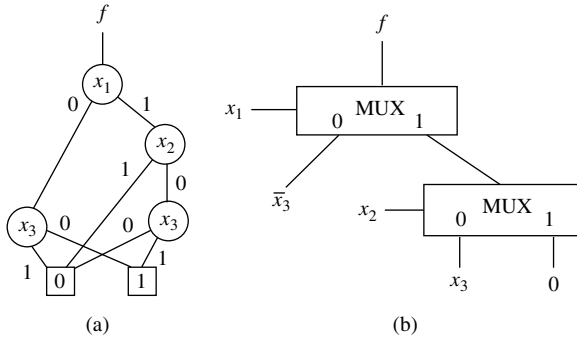 f
x₁
0 1
x₂
1 0
x₃ 0 0 x₃
1 0 1 1
(a)
f
x₁ MUX
0 1
x̄₃
x₂ MUX
0 1
x₃ 0
(b)